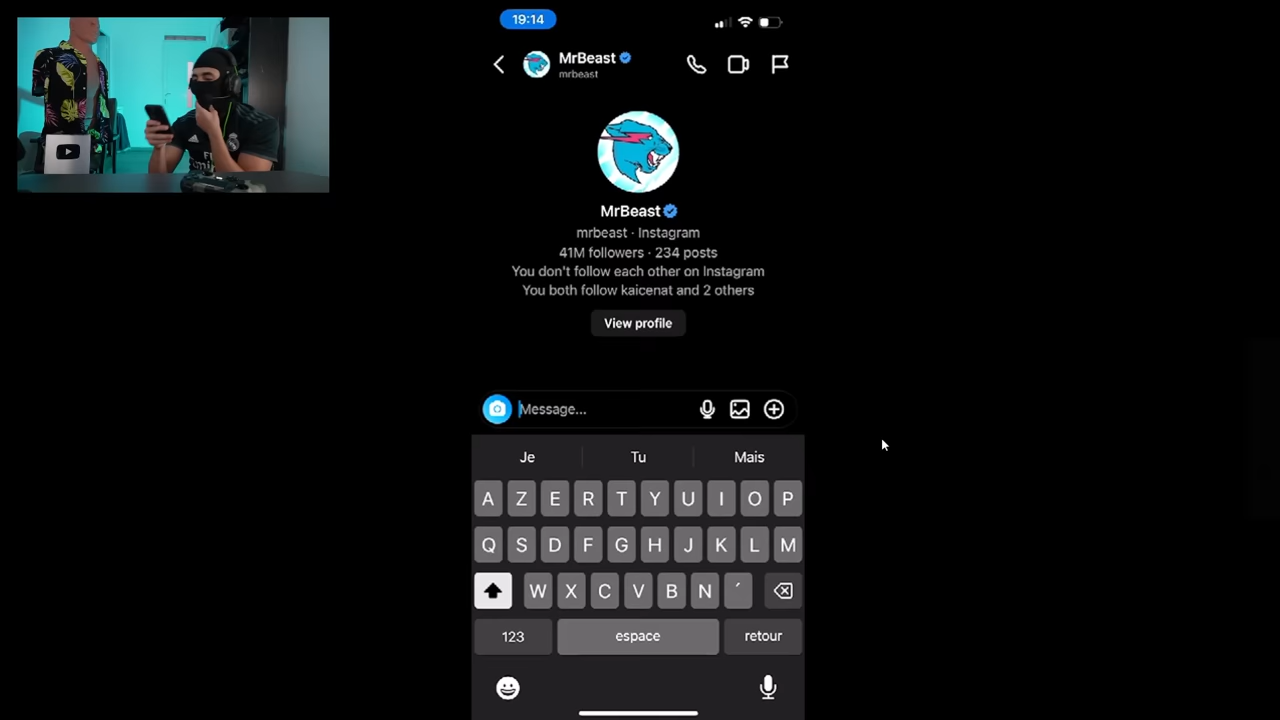 19:14
MrBeast
mrbeast
MrBeast
mrbeast · Instagram
41M followers · 234 posts
You don't follow each other on Instagram
You both follow kaicenat and 2 others
View profile
Message...
Je Tu Mais
A Z E R T Y U I O P
Q S D F G H J K L M
W X C V B N ´
123 espace retour